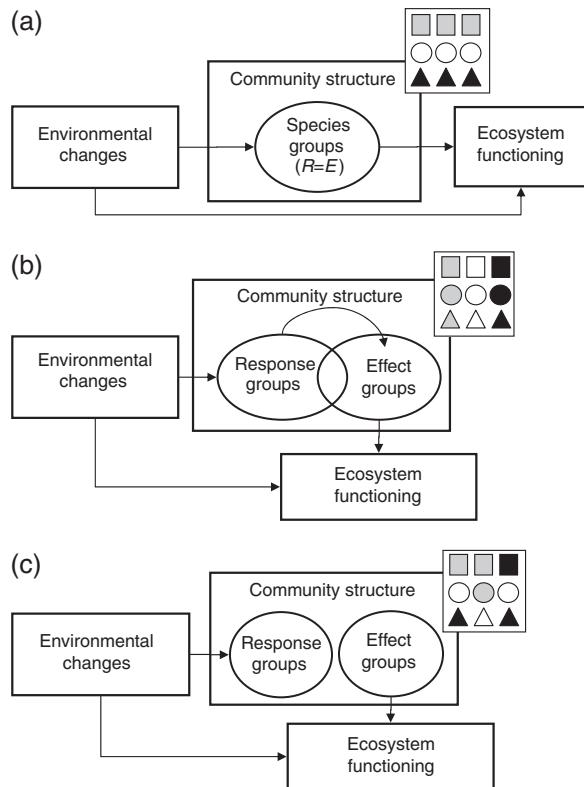 (a)
Community structure
Environmental
changes
Species
groups
(R=E)
Ecosystem
functioning
(b)
Community structure
Environmental
changes
Response
groups
Effect
groups
Ecosystem
functioning
(c)
Community structure
Environmental
changes
Response
groups
Effect
groups
Ecosystem
functioning